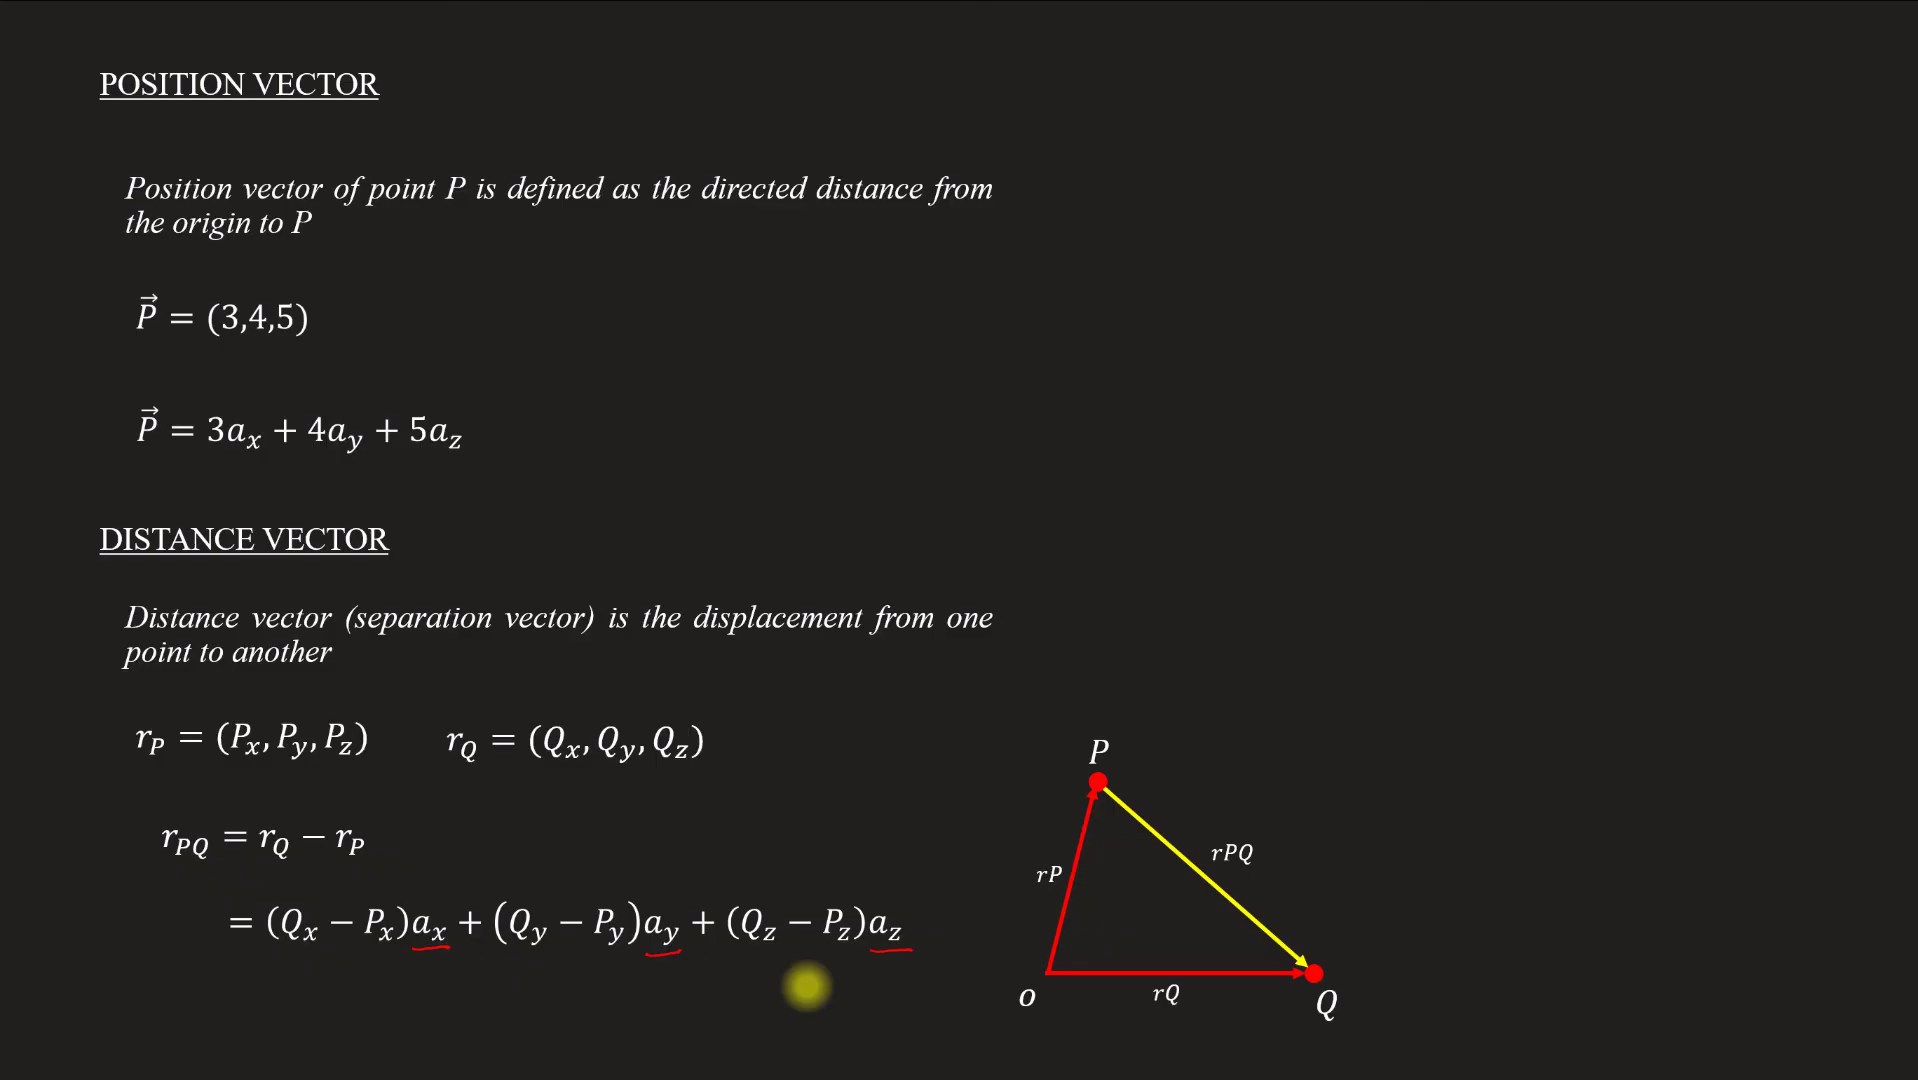 POSITION VECTOR
Position vector of point P is defined as the directed distance from
the origin to P
P⃗ = (3,4,5)
P⃗ = 3aₓ + 4a_y + 5a_z
DISTANCE VECTOR
Distance vector (separation vector) is the displacement from one
point to another
r_P = (P_x, P_y, P_z) r_Q = (Q_x, Q_y, Q_z)
r_PQ = r_Q − r_P
= (Q_x − P_x)a_x + (Q_y − P_y)a_y + (Q_z − P_z)a_z
P
rPQ
rP
o
rQ
Q